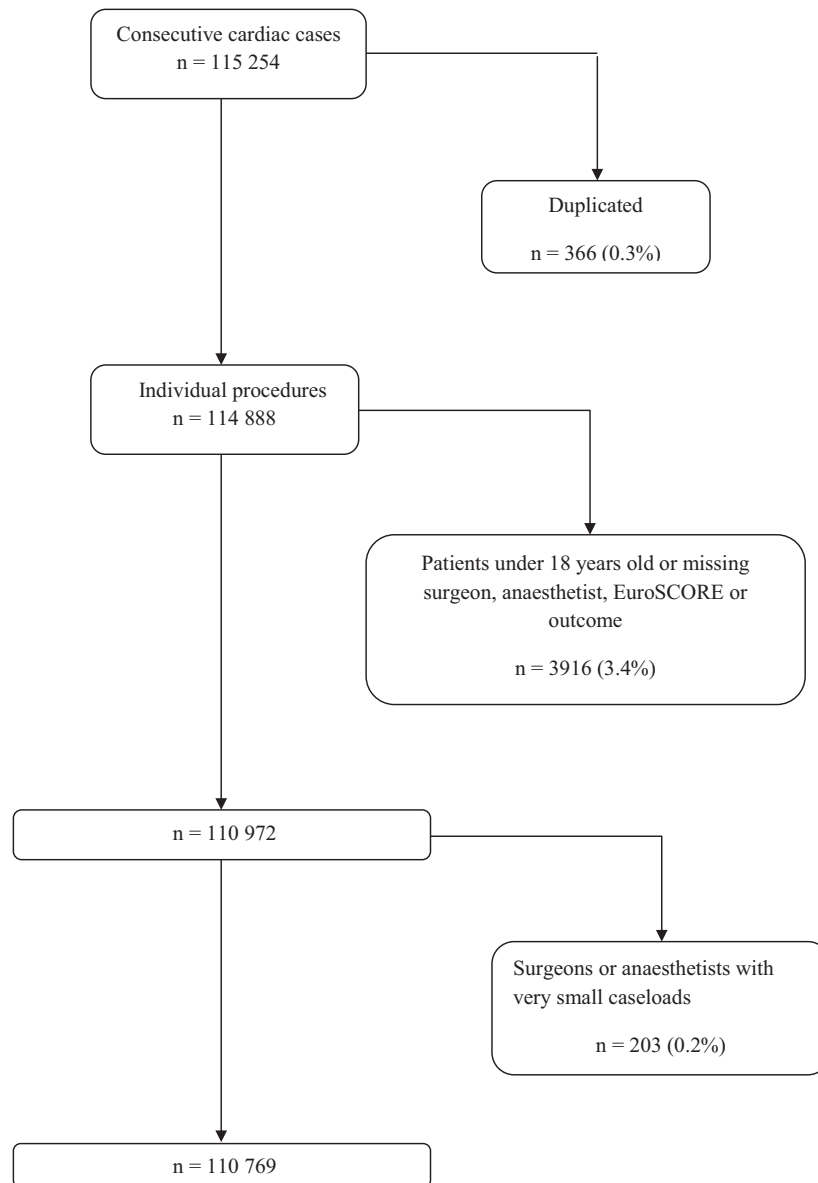 Consecutive cardiac cases
n = 115 254
Duplicated
n = 366 (0.3%)
Individual procedures
n = 114 888
Patients under 18 years old or missing
surgeon, anaesthetist, EuroSCORE or
outcome
n = 3916 (3.4%)
n = 110 972
Surgeons or anaesthetists with
very small caseloads
n = 203 (0.2%)
n = 110 769